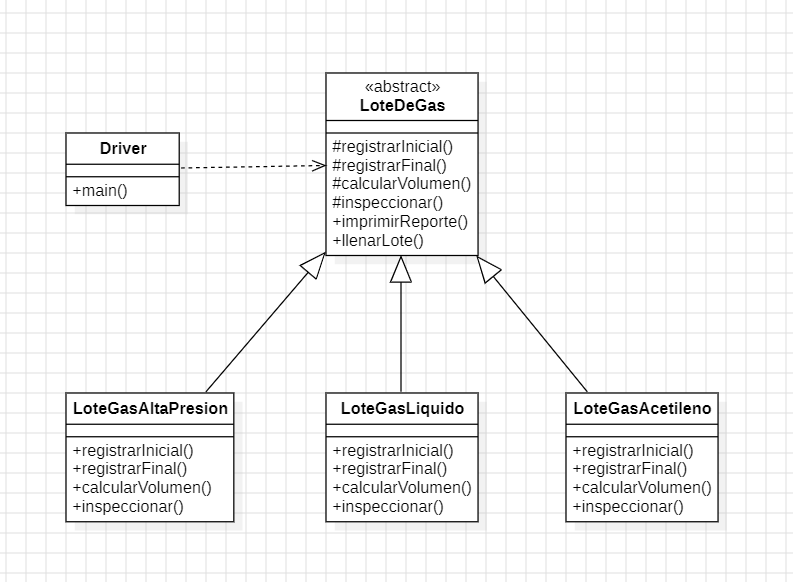 «abstract»
LoteDeGas
#registrarInicial()
#registrarFinal()
#calcularVolumen()
#inspeccionar()
+imprimirReporte()
+llenarLote()
Driver
+main()
LoteGasAltaPresion
+registrarInicial()
+registrarFinal()
+calcularVolumen()
+inspeccionar()
LoteGasLiquido
+registrarInicial()
+registrarFinal()
+calcularVolumen()
+inspeccionar()
LoteGasAcetileno
+registrarInicial()
+registrarFinal()
+calcularVolumen()
+inspeccionar()